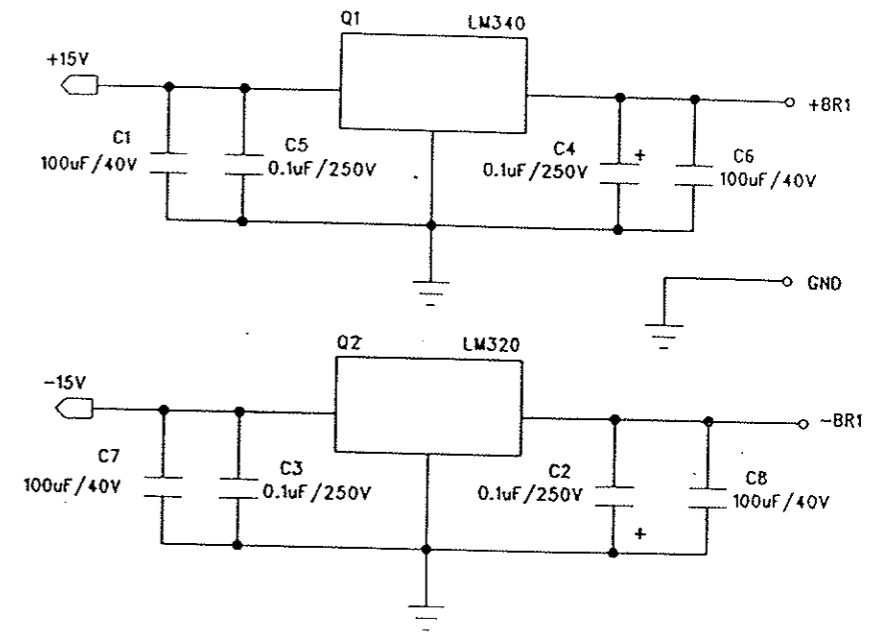 Q1 LM340
+15V
+8R1
C1
100uF/40V
C5
0.1uF/250V
C4
0.1uF/250V
+
C6
100uF/40V
GND
Q2 LM320
-15V
-8R1
C7
100uF/40V
C3
0.1uF/250V
C2
0.1uF/250V
+
C8
100uF/40V